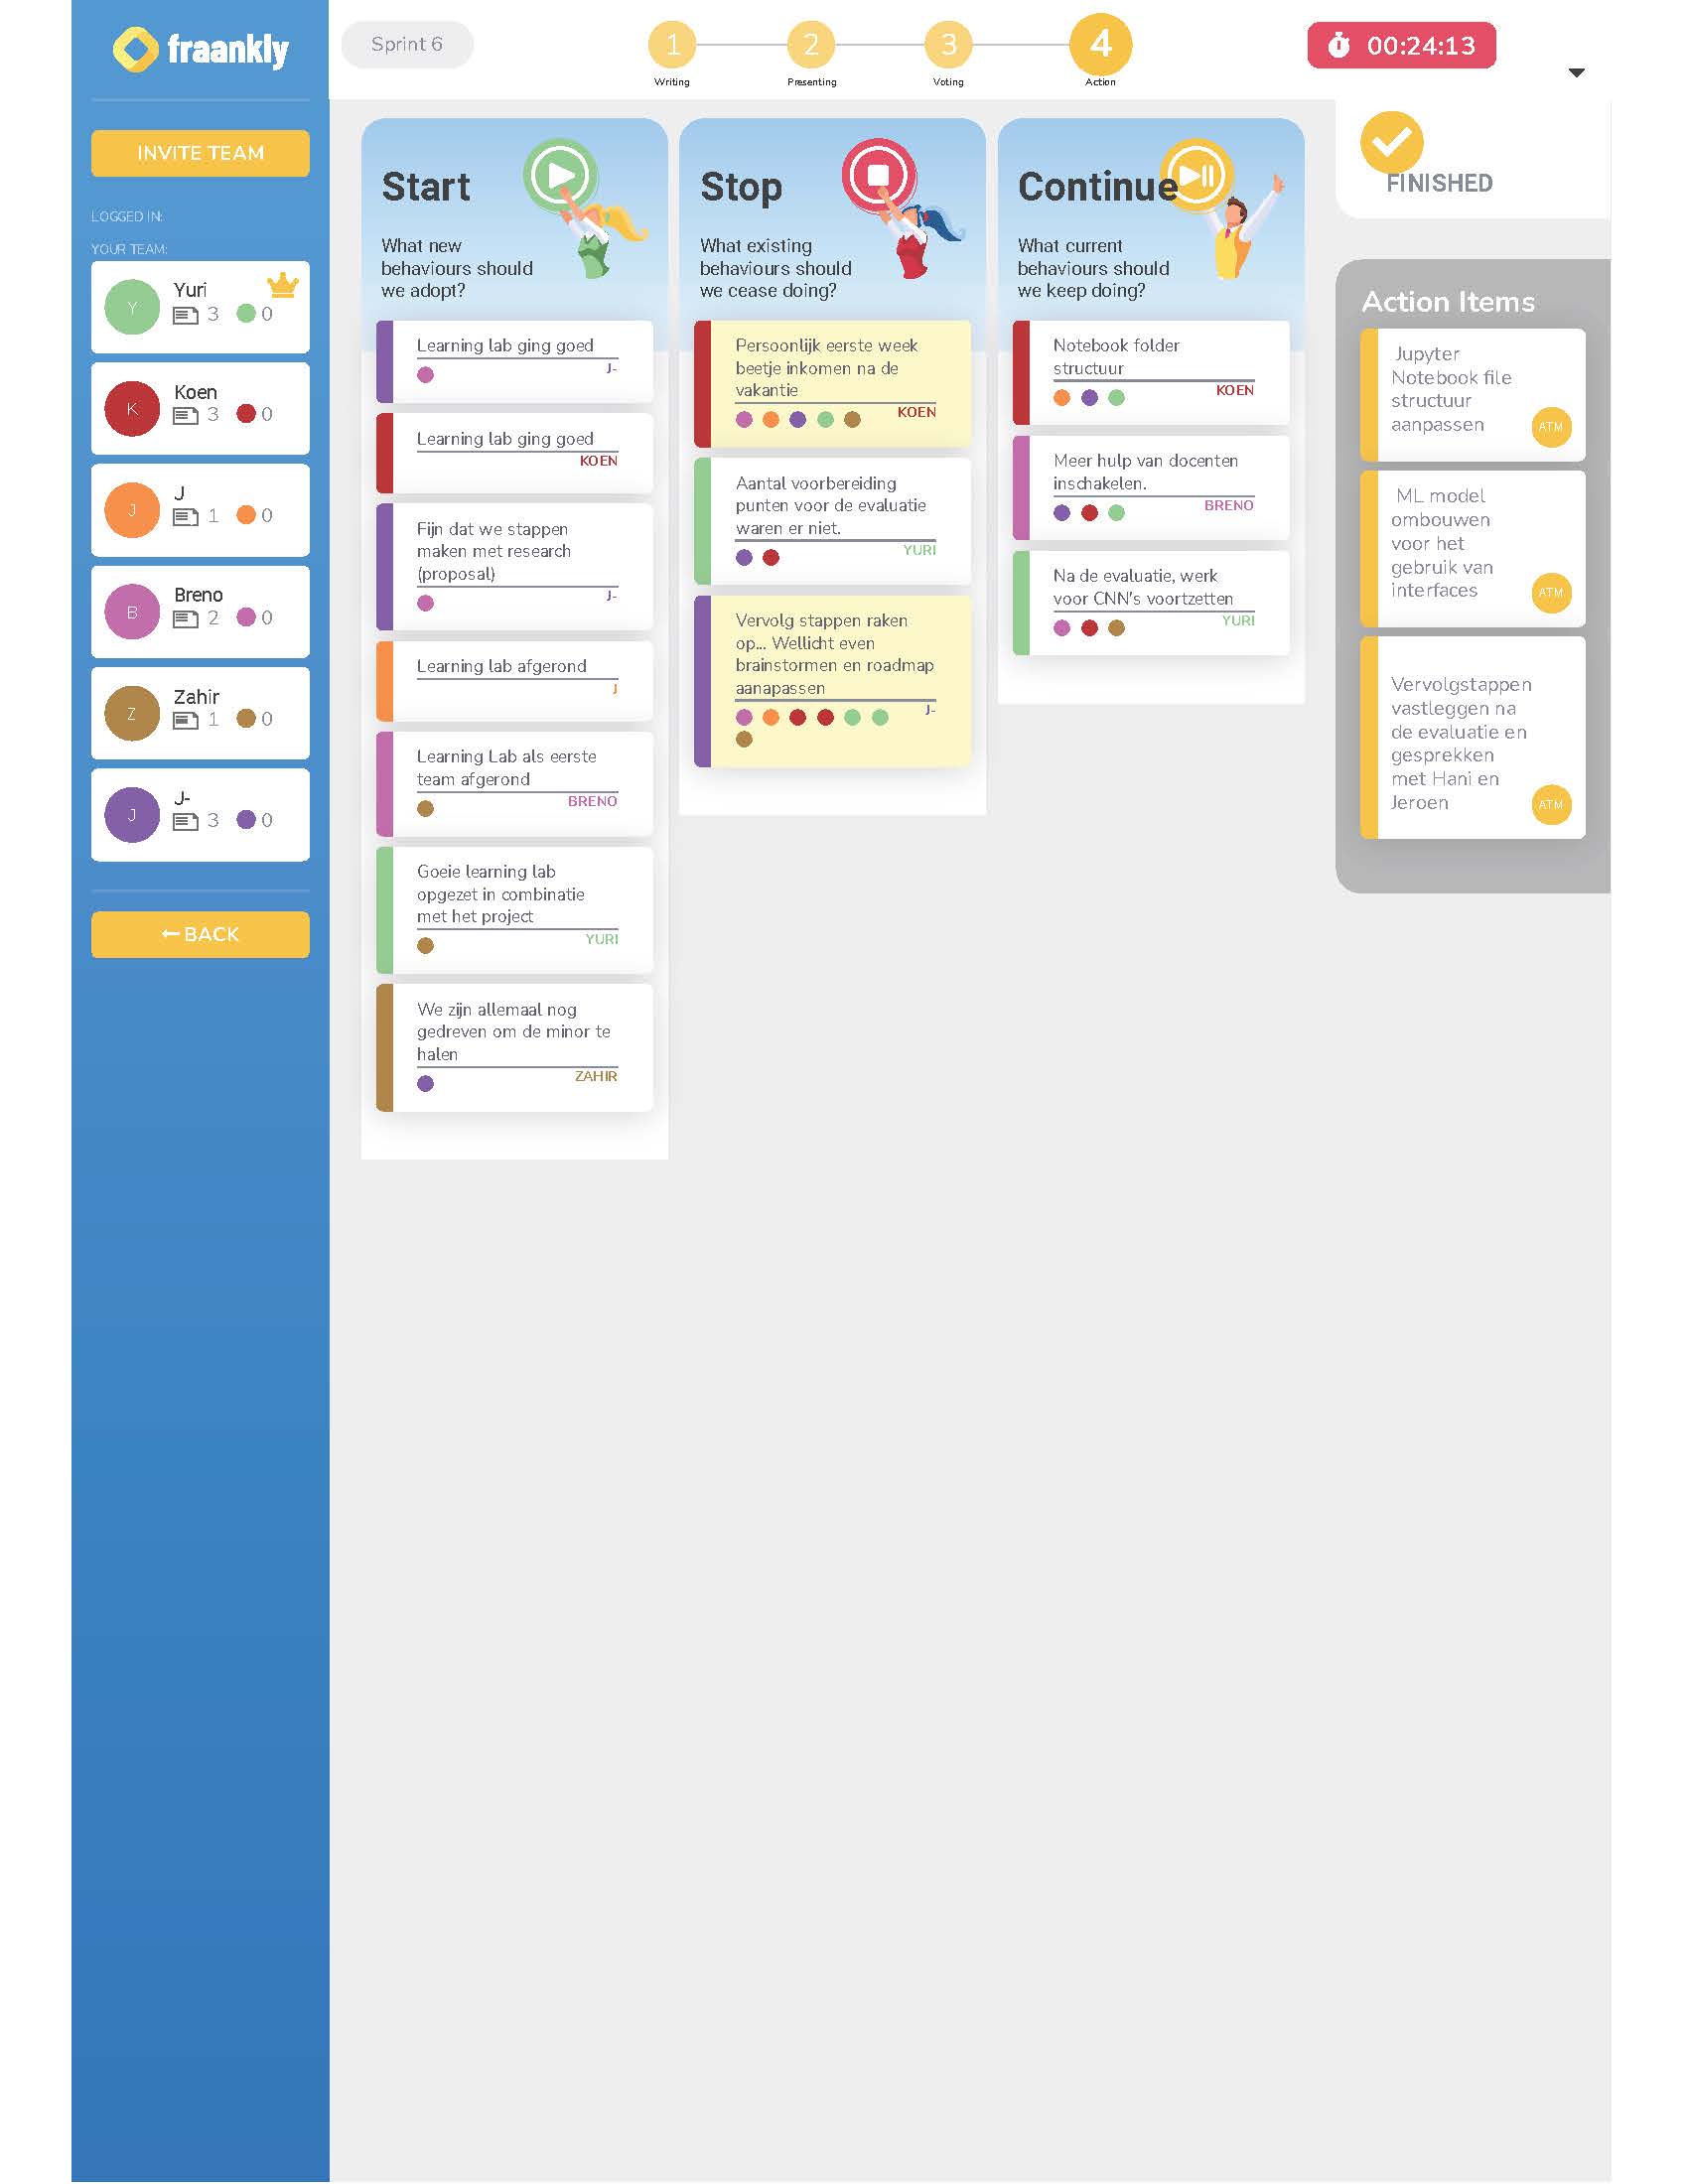 fraankly
INVITE TEAM
LOGGED IN:
YOUR TEAM:
Y
Yuri
3
0
K
Koen
3
0
J
J
1
0
B
Breno
2
0
Z
Zahir
1
0
J
J-
3
0
BACK
Sprint 6
1
2
3
4
Writing
Presenting
Voting
Action
00:24:13
FINISHED
Start
What new
behaviours should
we adopt?
Learning lab ging goed
J-
Learning lab ging goed
KOEN
Fijn dat we stappen
maken met research
(proposal)
J-
Learning lab afgerond
J
Learning Lab als eerste
team afgerond
BRENO
Goeie learning lab
opgezet in combinatie
met het project
YURI
We zijn allemaal nog
gedreven om de minor te
halen
ZAHIR
Stop
What existing
behaviours should
we cease doing?
Persoonlijk eerste week
beetje inkomen na de
vakantie
KOEN
Aantal voorbereiding
punten voor de evaluatie
waren er niet.
YURI
Vervolg stappen raken
op... Wellicht even
brainstormen en roadmap
aanapassen
J-
Continue
What current
behaviours should
we keep doing?
Notebook folder
structuur
KOEN
Meer hulp van docenten
inschakelen.
BRENO
Na de evaluatie, werk
voor CNN's voortzetten
YURI
Action Items
Jupyter
Notebook file
structuur
aanpassen
ATM
ML model
ombouwen
voor het
gebruik van
interfaces
ATM
Vervolgstappen
vastleggen na
de evaluatie en
gesprekken
met Hani en
Jeroen
ATM